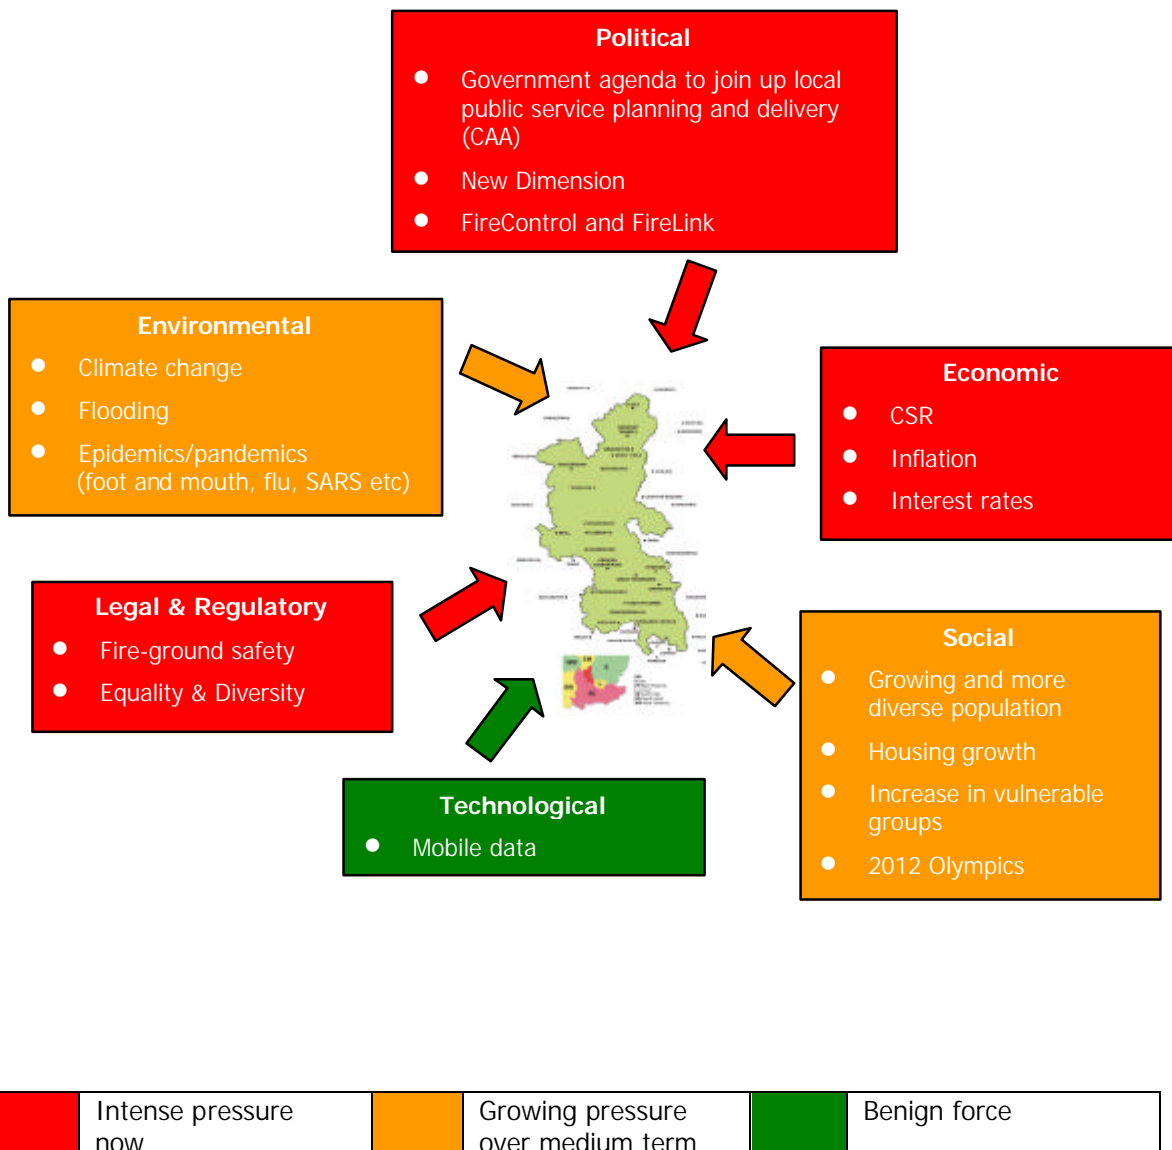 Political
Government agenda to join up local
public service planning and delivery
(CAA)
New Dimension
FireControl and FireLink
Environmental
Climate change
Flooding
Epidemics/pandemics
(foot and mouth, flu, SARS etc)
Economic
CSR
Inflation
Interest rates
Legal & Regulatory
Fire-ground safety
Equality & Diversity
Social
Growing and more
diverse population
Housing growth
Increase in vulnerable
groups
2012 Olympics
Technological
Mobile data
Intense pressure
now
Growing pressure
over medium term
Benign force